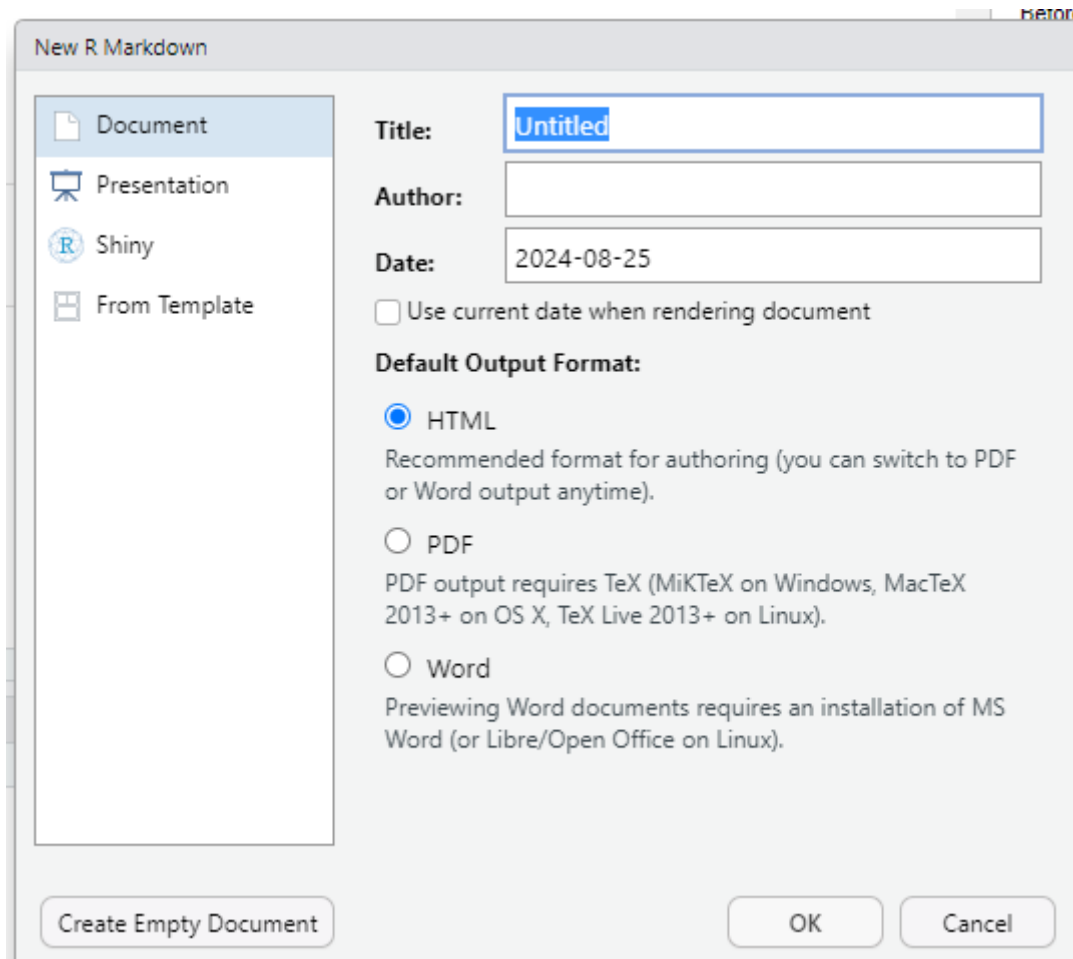 New R Markdown
Document
Presentation
Shiny
From Template
Title:
Untitled
Author:
Date:
2024-08-25
Use current date when rendering document
Default Output Format:
HTML
Recommended format for authoring (you can switch to PDF
or Word output anytime).
PDF
PDF output requires TeX (MiKTeX on Windows, MacTeX
2013+ on OS X, TeX Live 2013+ on Linux).
Word
Previewing Word documents requires an installation of MS
Word (or Libre/Open Office on Linux).
Create Empty Document
OK
Cancel